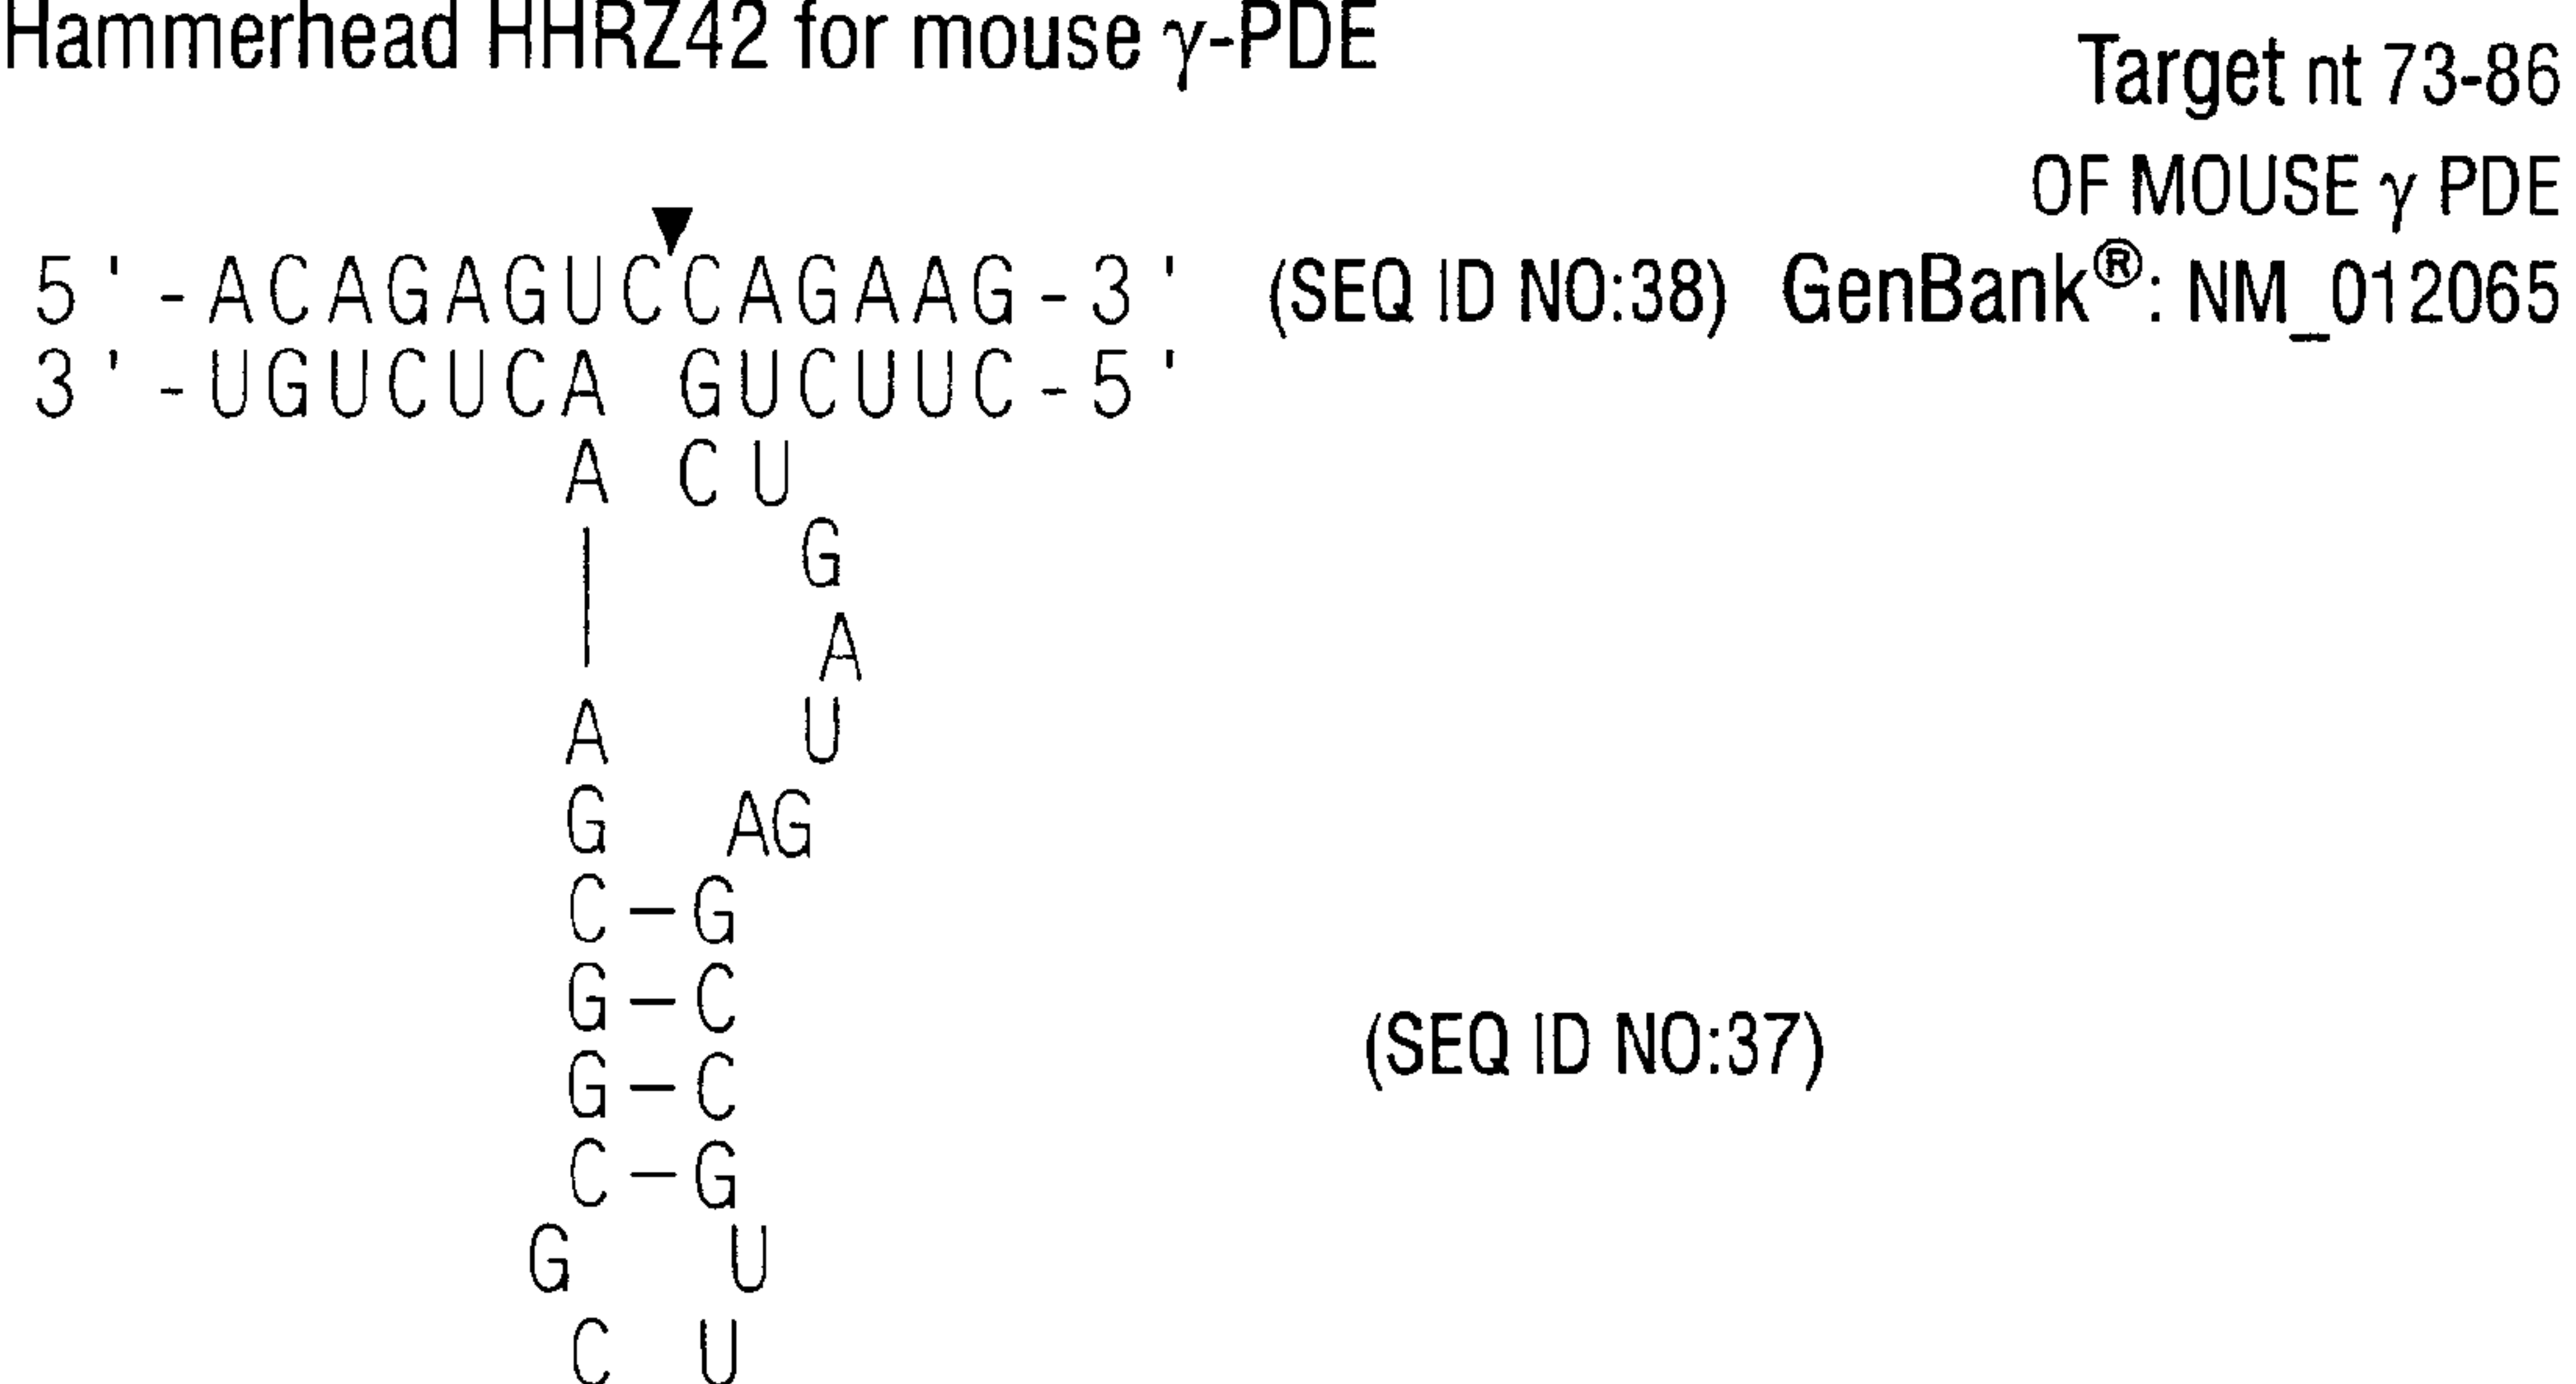 Hammerhead HHRZ42 for mouse γ-PDE
Target nt 73-86
OF MOUSE γ PDE
5'-ACAGAGUCCAGAAG-3' (SEQ ID NO:38) GenBank®: NM_012065
3'-UGUCUCA GUCUUC-5'
A CU
G
A
A U
G AG
C-G
G-C
G-C (SEQ ID NO:37)
C-G
G U
C U